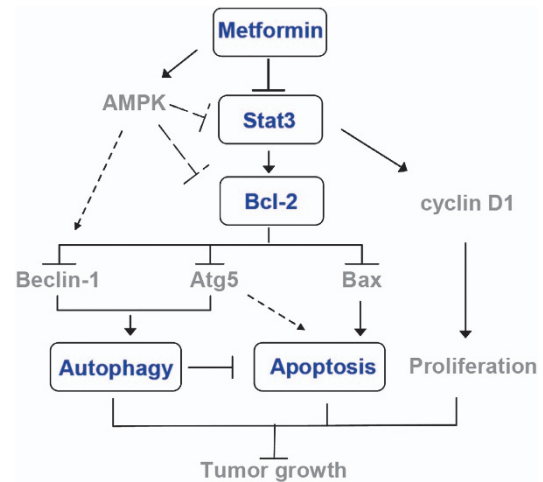 Metformin
AMPK
Stat3
Bcl-2
cyclin D1
Beclin-1
Atg5
Bax
Autophagy
Apoptosis
Proliferation
Tumor growth